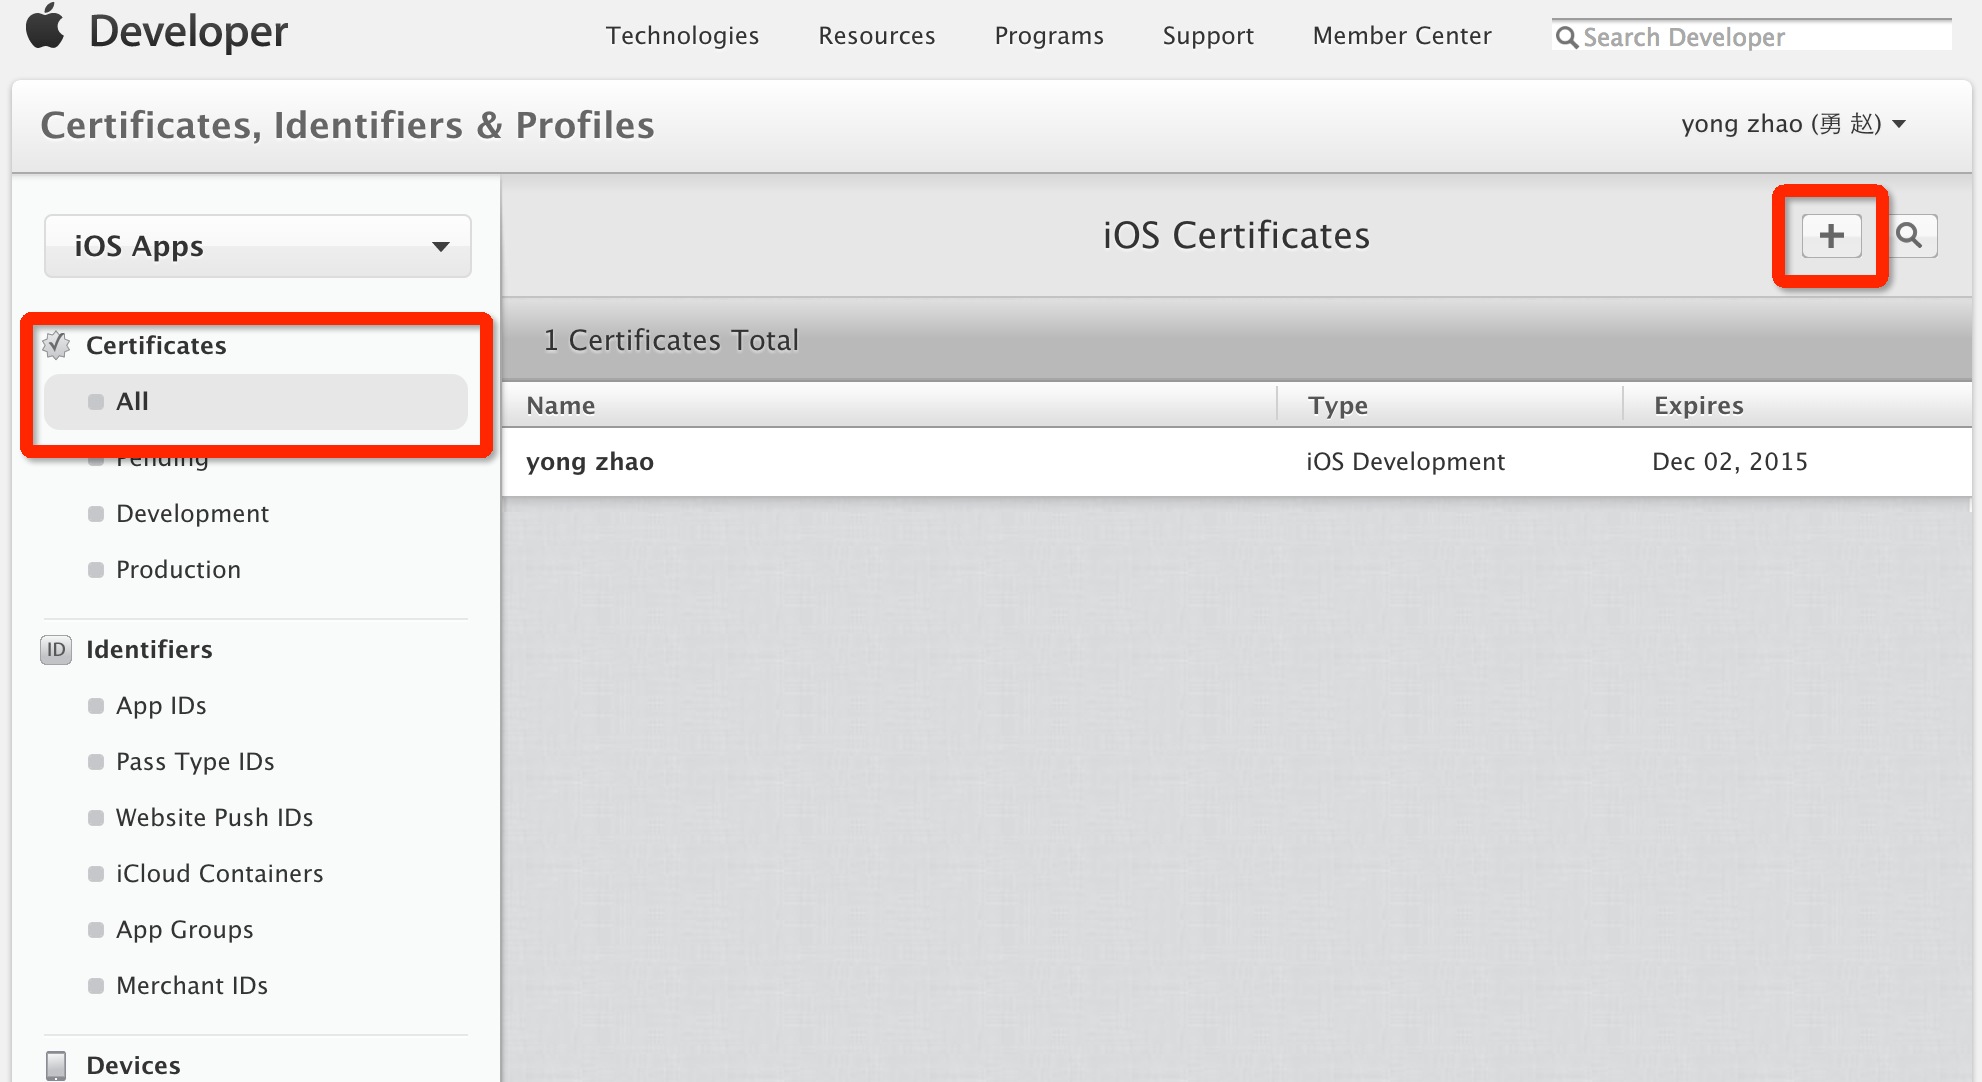 Developer
Technologies Resources Programs Support Member Center Search Developer
Certificates, Identifiers & Profiles
yong zhao (勇 赵)
iOS Apps
Certificates
All
Pending
Development
Production
ID Identifiers
App IDs
Pass Type IDs
Website Push IDs
iCloud Containers
App Groups
Merchant IDs
Devices
iOS Certificates
1 Certificates Total
Name Type Expires
yong zhao iOS Development Dec 02, 2015